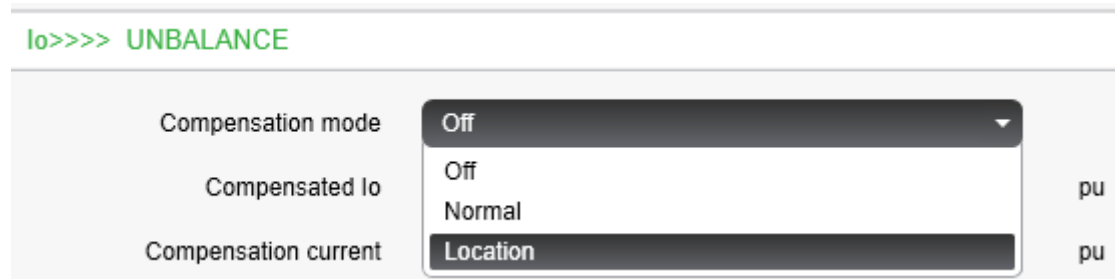 Io>>>> UNBALANCE
Compensation mode Off
Off
Compensated Io pu
Normal
Compensation current Location pu